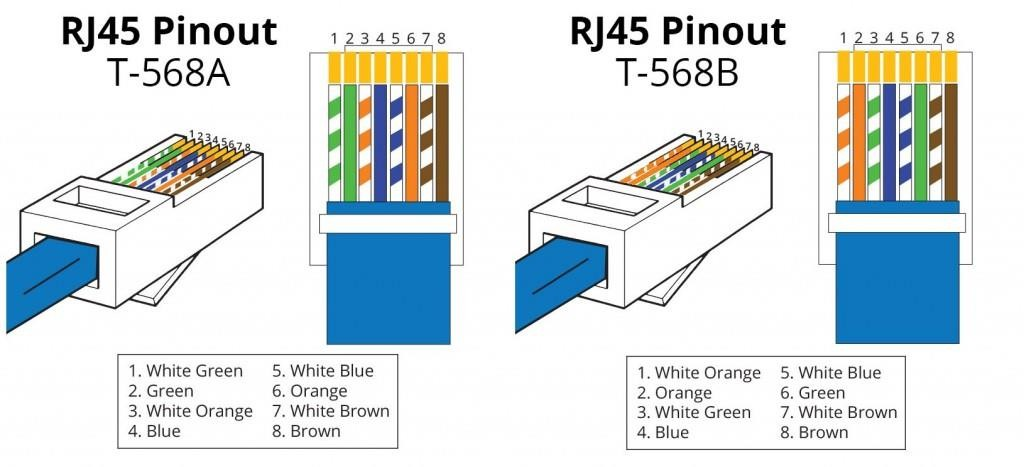 RJ45 Pinout
T-568A
1 2 3 4 5 6 7 8
1 2 3 4 5 6 7 8
1. White Green
2. Green
3. White Orange
4. Blue
5. White Blue
6. Orange
7. White Brown
8. Brown
RJ45 Pinout
T-568B
1 2 3 4 5 6 7 8
1 2 3 4 5 6 7 8
1. White Orange
2. Orange
3. White Green
4. Blue
5. White Blue
6. Green
7. White Brown
8. Brown